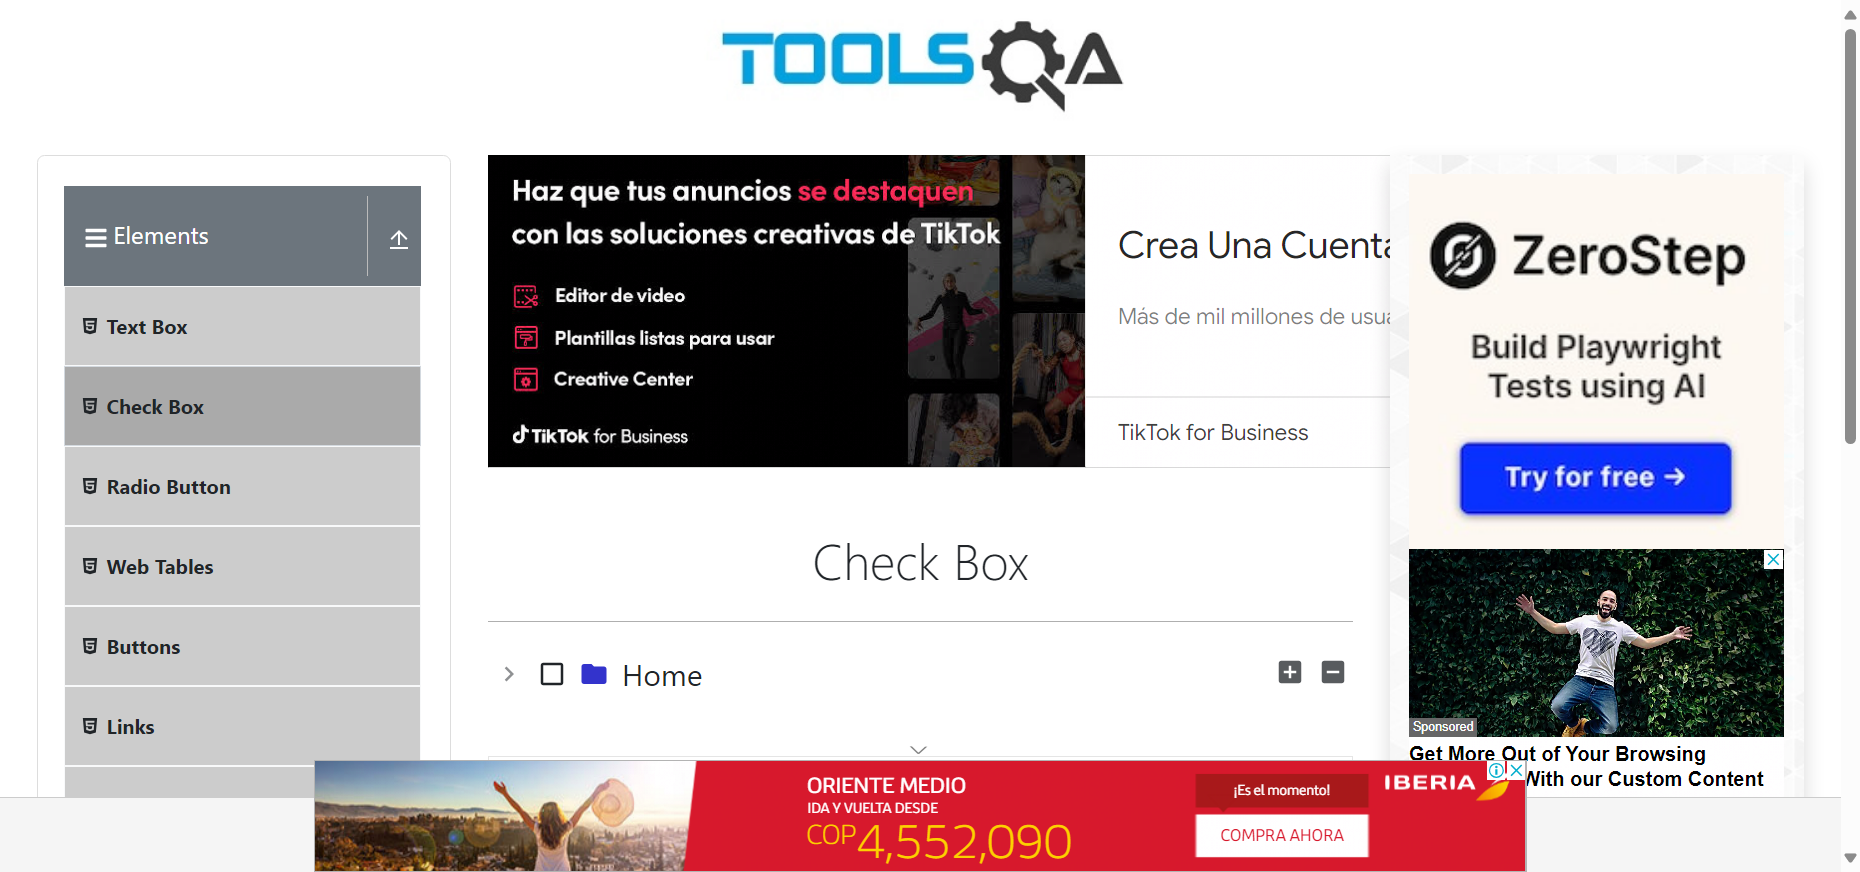 TOOLSQA
Elements
Text Box
Check Box
Radio Button
Web Tables
Buttons
Links
Haz que tus anuncios se destaquen
con las soluciones creativas de TikTok
Editor de video
Plantillas listas para usar
Creative Center
TikTok for Business
Crea Una Cuenta
Más de mil millones de usua
TikTok for Business
ZeroStep
Build Playwright
Tests using AI
Try for free →
Check Box
Home
Sponsored
Get More Out of Your Browsing
With our Custom Content
ORIENTE MEDIO
IDA Y VUELTA DESDE
COP 4,552,090
¡Es el momento!
COMPRA AHORA
IBERIA